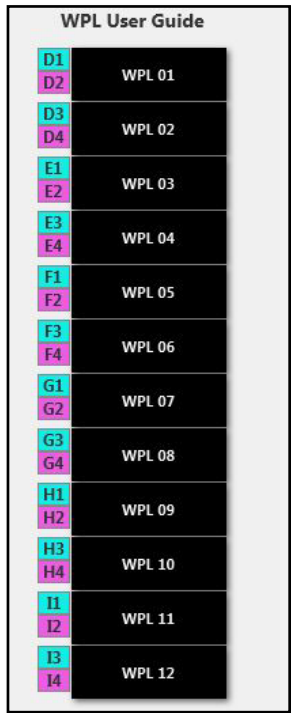 WPL User Guide
D1
WPL 01
D2
D3
WPL 02
D4
E1
WPL 03
E2
E3
WPL 04
E4
F1
WPL 05
F2
F3
WPL 06
F4
G1
WPL 07
G2
G3
WPL 08
G4
H1
WPL 09
H2
H3
WPL 10
H4
I1
WPL 11
I2
I3
WPL 12
I4